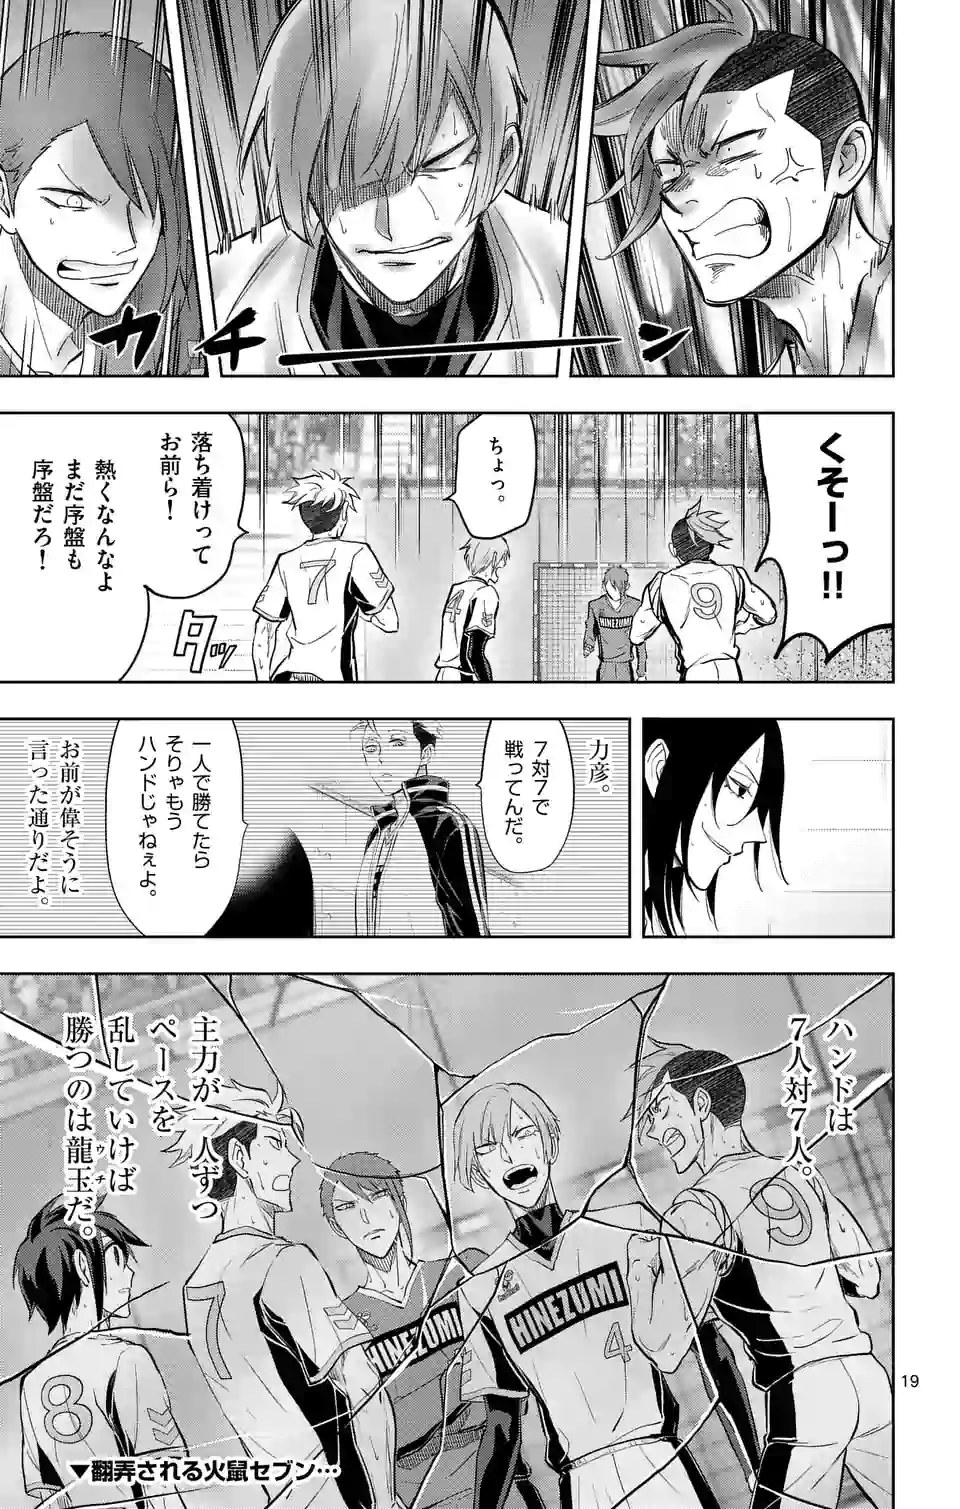 カチーン
くそーっ!!
ちょっ。
落ち着けって
お前ら!
熱くなんなよ
まだ序盤も
序盤だろ!
ダッ
7
4
9
HINEZUMI
力彦。
7対7で
戦ってんだ。
一人で勝てたら
そりゃもう
ハンドじゃねぇよ。
お前が偉そうに
言った通りだよ。
ハンドは
7人対7人。
主力が一人ずつ
ペースを
乱していけば
勝つのは龍玉だ。
ウチ
8
7
HINEZUMI
HINEZUMI
4
9
▼翻弄される火鼠セブン…
19